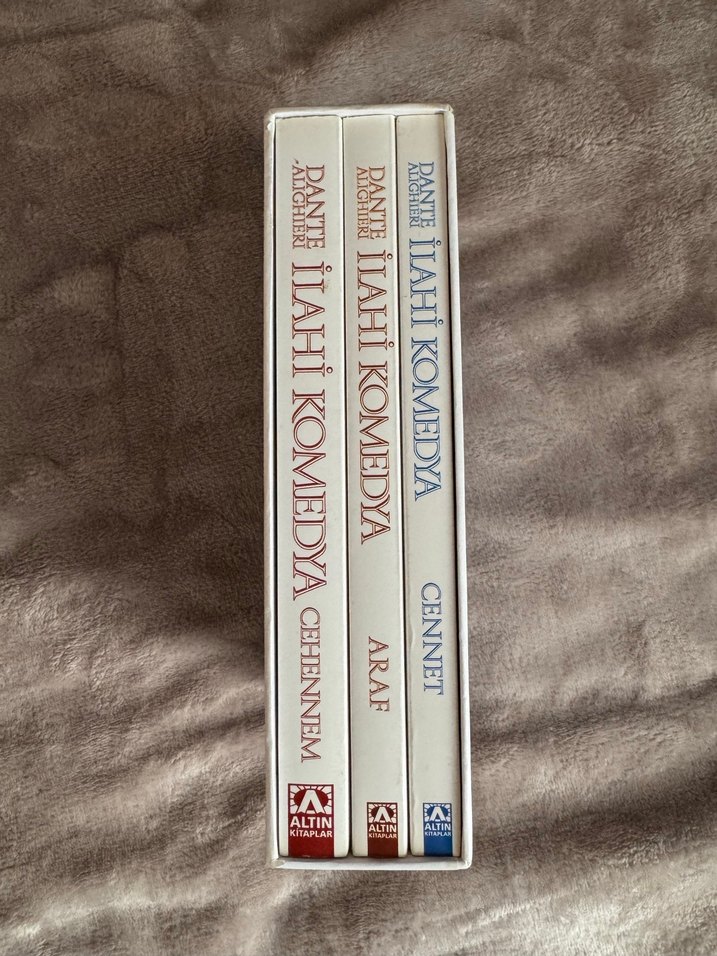 DANTE
ALIGHIERI
İLAHİ KOMEDYA
CEHENNEM
ALTIN
KİTAPLAR
DANTE
ALIGHIERI
İLAHİ KOMEDYA
ARAF
ALTIN
KİTAPLAR
DANTE
ALIGHIERI
İLAHİ KOMEDYA
CENNET
ALTIN
KİTAPLAR